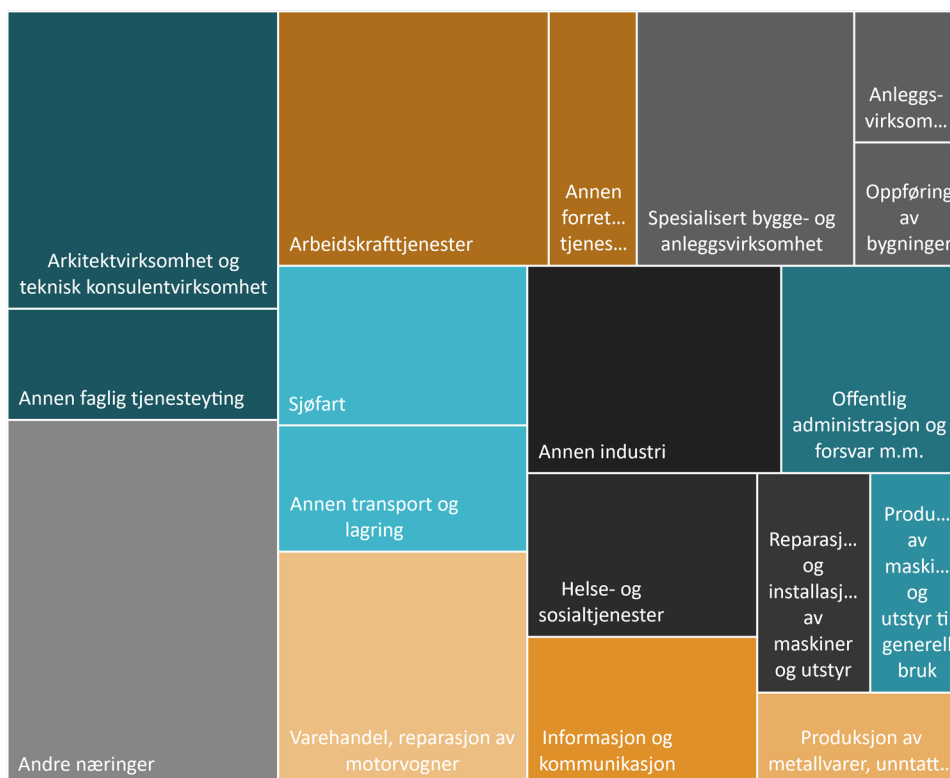 Arkitektvirksomhet og
teknisk konsulentvirksomhet
Annen faglig tjenesteyting
Andre næringer
Arbeidskrafttjenester
Annen
forret...
tjenes...
Spesialisert bygge- og
anleggsvirksomhet
Anleggs-
virksom...
Oppføring
av
bygninger
Sjøfart
Annen transport og
lagring
Varehandel, reparasjon av
motorvogner
Annen industri
Offentlig
administrasjon og
forsvar m.m.
Helse- og
sosialtjenester
Informasjon og
kommunikasjon
Reparasj...
og
installasj...
av
maskiner
og utstyr
Produ...
av
maski...
og
utstyr ti
generell
bruk
Produksjon av
metallvarer, unntatt...